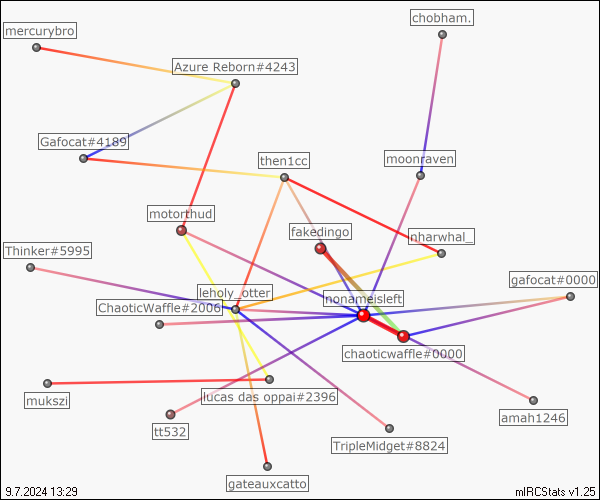 chobham.
mercurybro
Azure Reborn#4243
Gafocat#4189
then1cc
moonraven
motorthud
fakedingo
nharwhal_
Thinker#5995
gafocat#0000
leholy_otter
nonameisleft
ChaoticWaffle#2006
chaoticwaffle#0000
mukszi
lucas das oppai#2396
amah1246
tt532
TripleMidget#8824
gateauxcatto
9.7.2024 13:29
mIRCStats v1.25